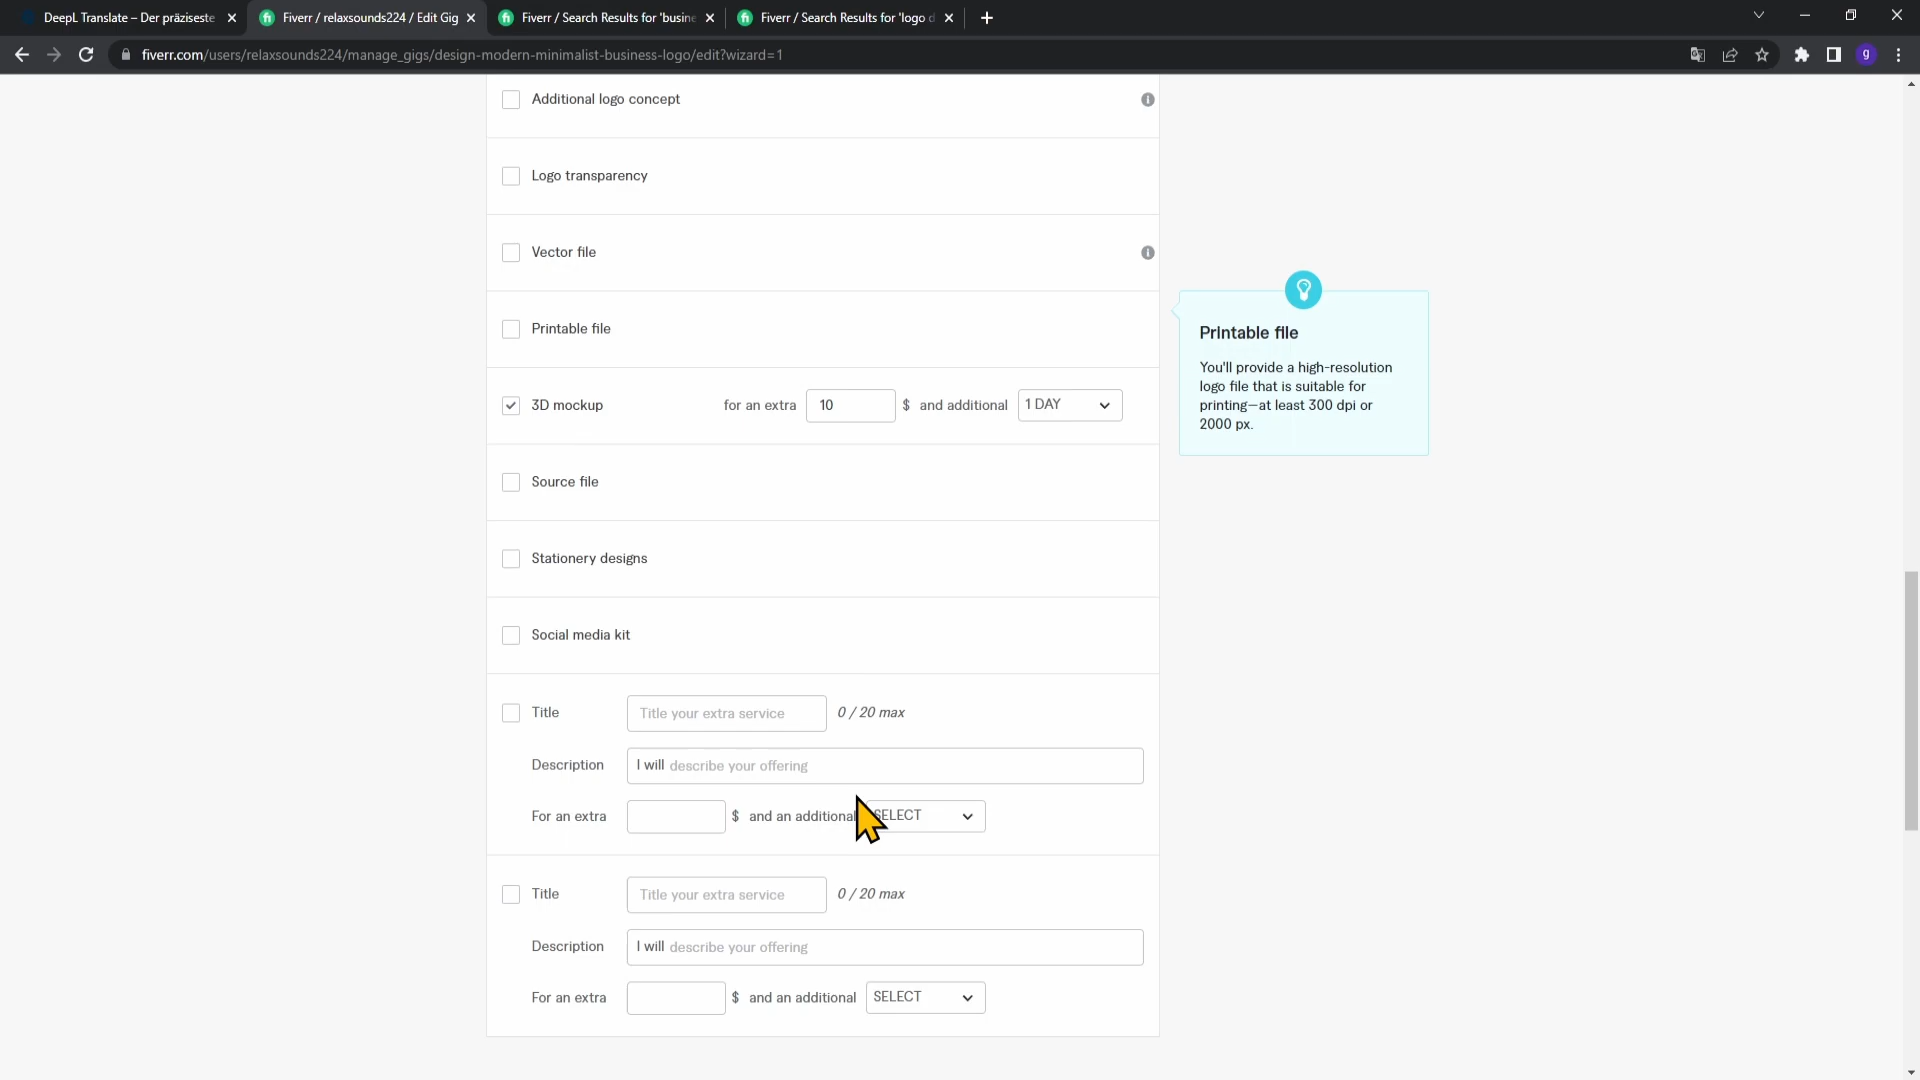 DeepL Translate – Der präziseste
Fiverr / relaxsounds224 / Edit Gig
Fiverr / Search Results for 'busine
Fiverr / Search Results for 'logo d
fiverr.com/users/relaxsounds224/manage_gigs/design-modern-minimalist-business-logo/edit?wizard=1
g
Additional logo concept
Logo transparency
Vector file
Printable file
3D mockup for an extra 10 $ and additional 1 DAY
Source file
Stationery designs
Social media kit
Title Title your extra service 0 / 20 max
Description I will describe your offering
For an extra $ and an additional SELECT
Title Title your extra service 0 / 20 max
Description I will describe your offering
For an extra $ and an additional SELECT
Printable file
You'll provide a high-resolution
logo file that is suitable for
printing—at least 300 dpi or
2000 px.